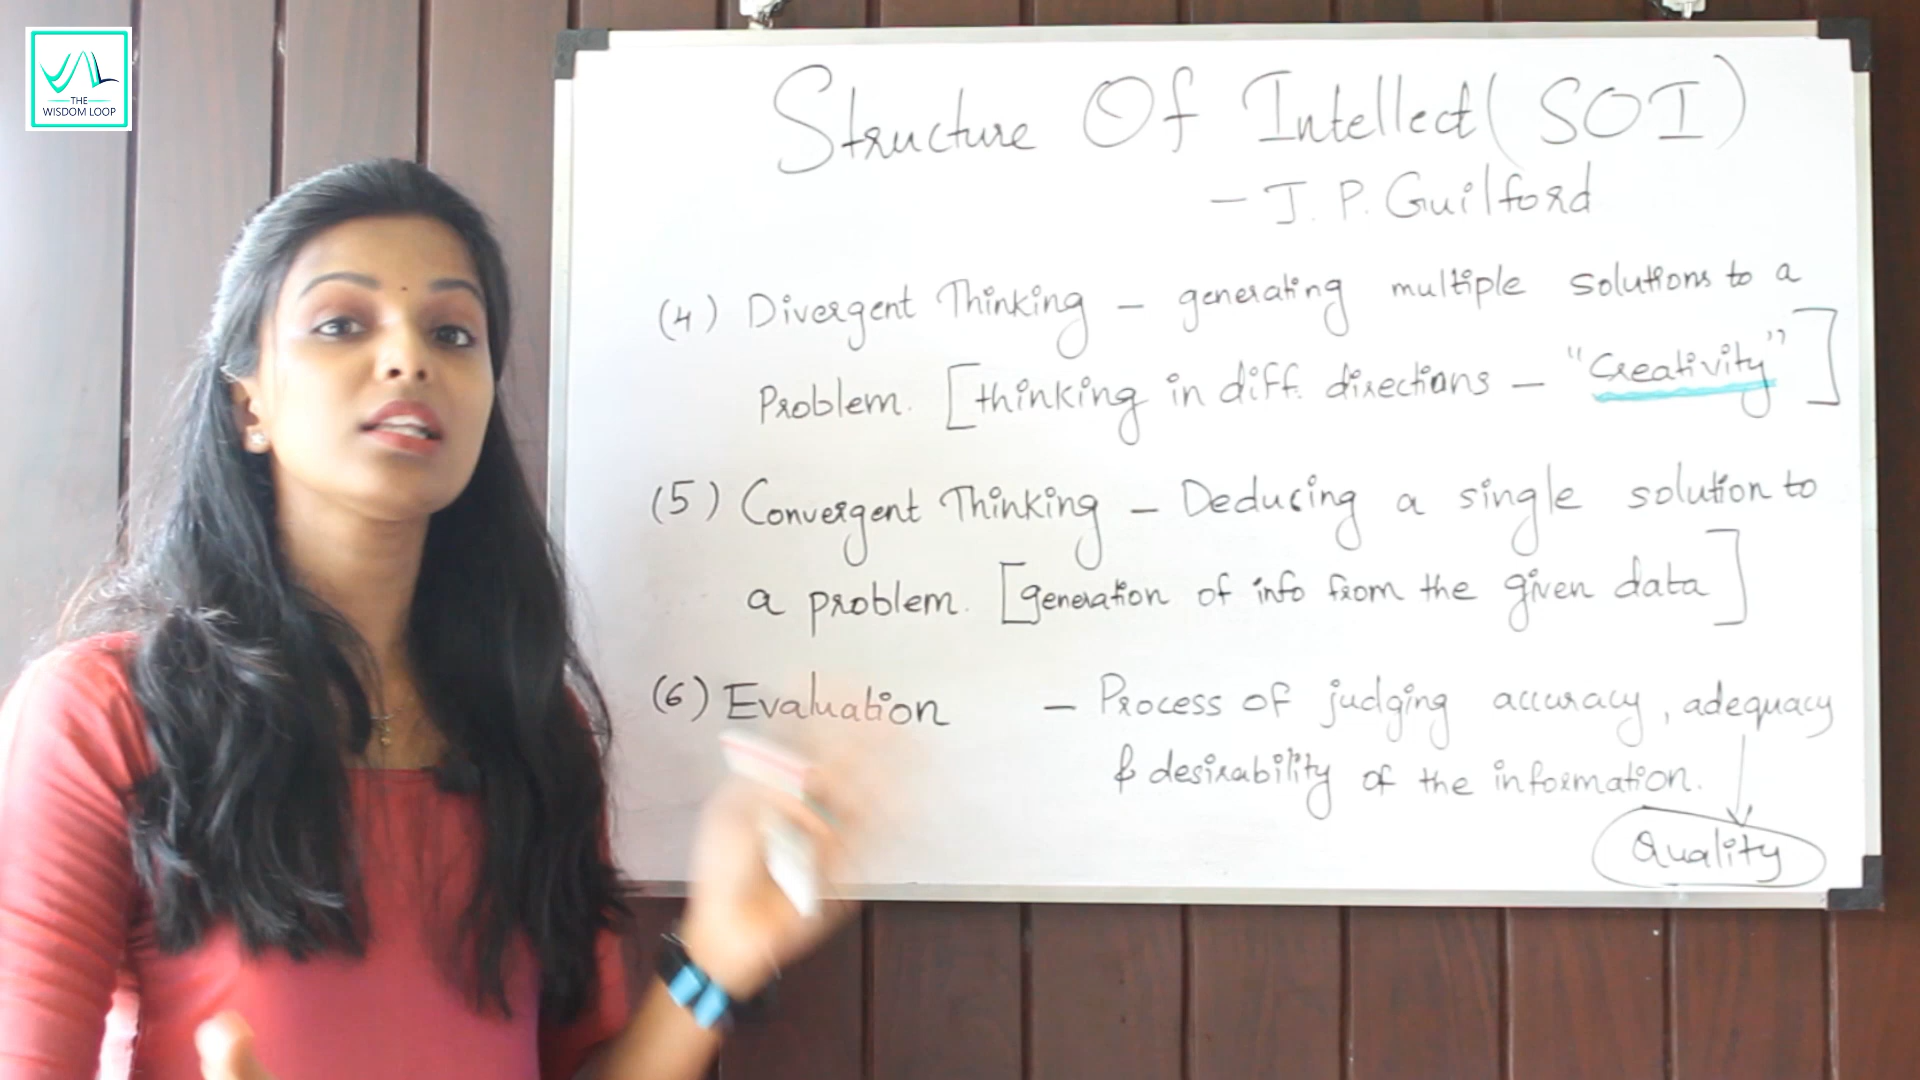 THE
WISDOM LOOP
Structure Of Intellect (SOI)
- J. P. Guilford
(4) Divergent Thinking - generating multiple solutions to a
Problem. [thinking in diff. directions - "Creativity"]
(5) Convergent Thinking - Deducing a single solution to
a problem. [generation of info from the given data]
(6) Evaluation - Process of judging accuracy, adequacy
& desirability of the information.
Quality